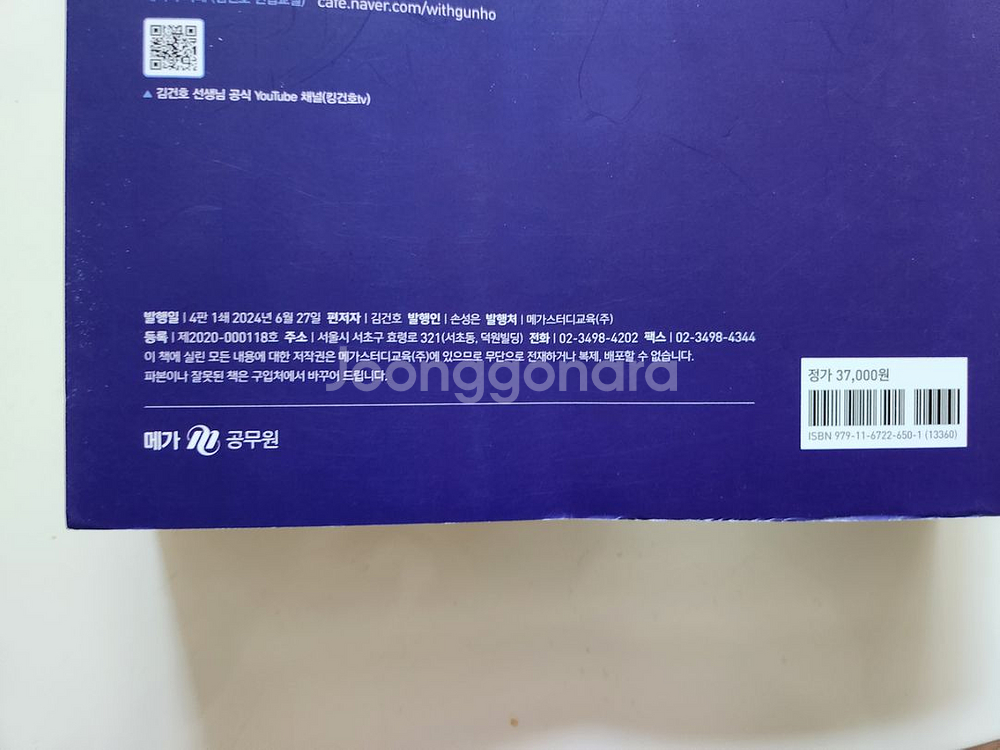 cafe.naver.com/withgunho
▲ 김건호 선생님 공식 YouTube 채널(킹건호tv)
발행일 | 4판 1쇄 2024년 6월 27일 편저자 | 김건호 발행인 | 손성은 발행처 | 메가스터디교육(주)
등록 | 제2020-000118호 주소 | 서울시 서초구 효령로 321(서초동, 덕원빌딩) 전화 | 02-3498-4202 팩스 | 02-3498-4344
이 책에 실린 모든 내용에 대한 저작권은 메가스터디교육(주)에 있으므로 무단으로 전재하거나 복제, 배포할 수 없습니다.
파본이나 잘못된 책은 구입처에서 바꾸어 드립니다.
Joonggonara
메가 공무원
정가 37,000원
ISBN 979-11-6722-650-1 (13360)